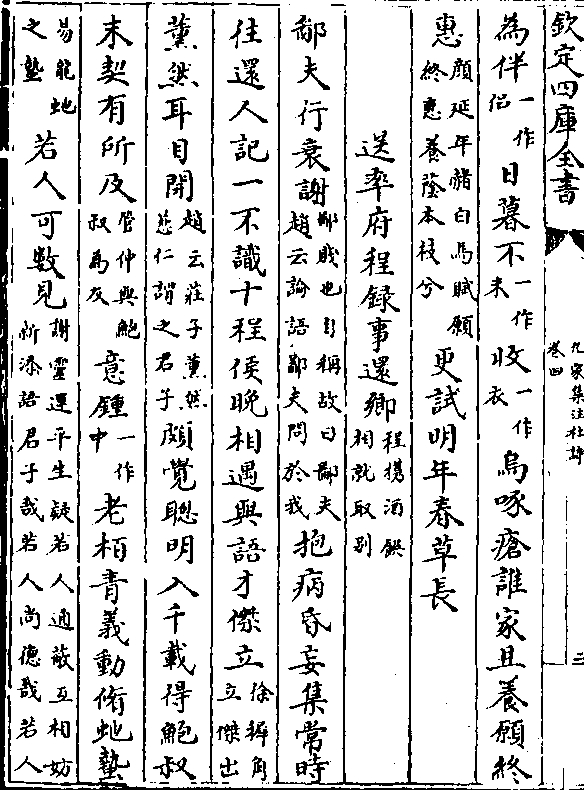 欽定四庫全書
九家集注杜詩
卷四
三
為伴一作侶日暮不一作未收一作衣烏啄瘡誰家且養願終
惠顔延年赭白馬賦願終惠養蔭本枝兮更試明年春草長
送率府程録事還鄉程攜酒饌相就取別
鄙夫行衰謝鄙賤也自稱故曰鄙夫趙云論語鄙夫問於我抱病昏妄集常時
往還人記一不識十程侯晚相遇與語才傑立徐穉角立傑出
薰然耳目開趙云莊子薰然慈仁謂之君子頗覺聰明入千載得鮑叔
末契有所及管仲與鮑叔為友意鍾一作中老栢青義動脩虵蟄
易龍虵之蟄若人可數見謝靈運平生疑若人通蔽互相妨新添語君子哉若人尚德哉若人